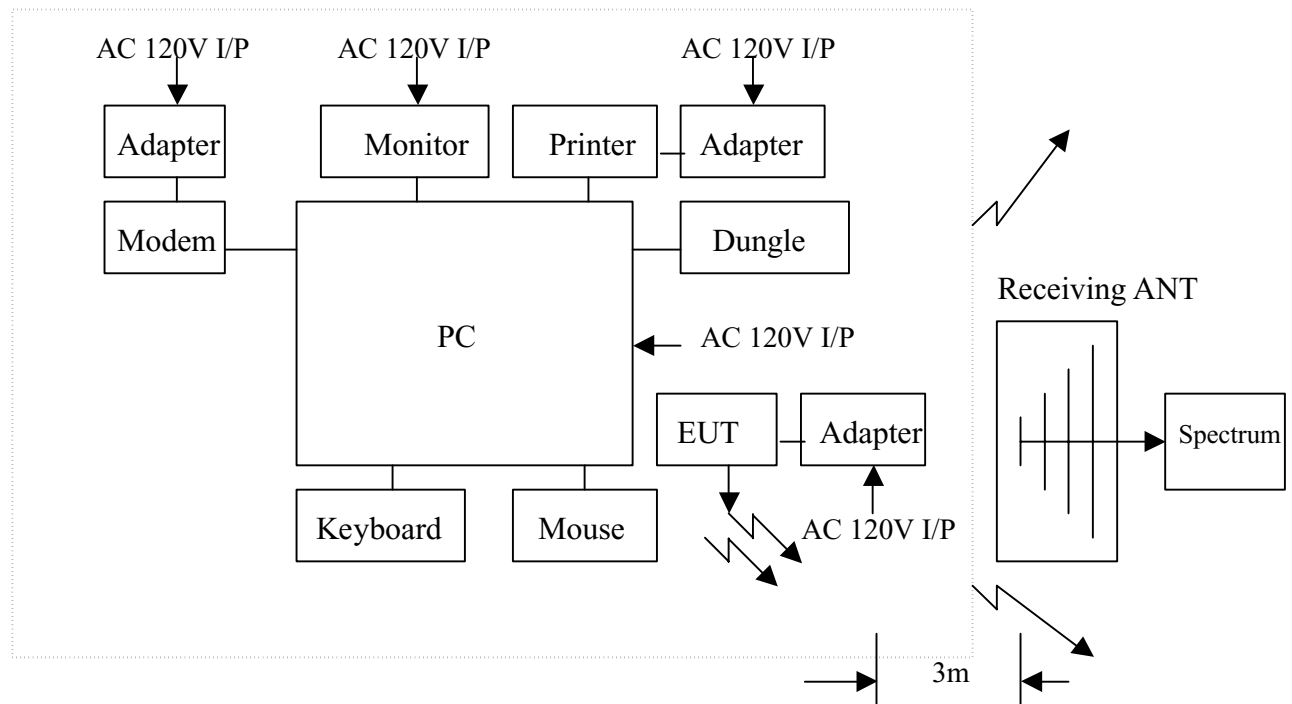 AC 120V I/P
AC 120V I/P
AC 120V I/P
Adapter
Monitor
Printer
Adapter
Modem
Dungle
Receiving ANT
PC
AC 120V I/P
EUT
Adapter
Spectrum
Keyboard
Mouse
AC 120V I/P
3m